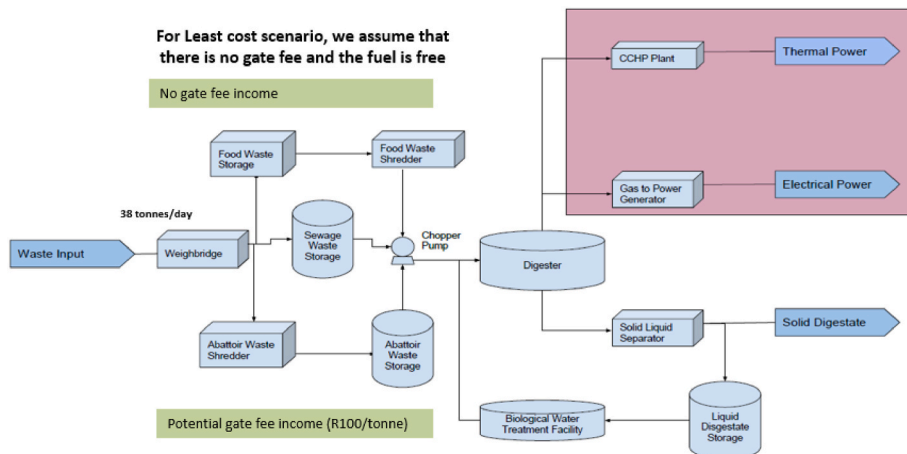 For Least cost scenario, we assume that
there is no gate fee and the fuel is free
No gate fee income
CCHP Plant
Thermal Power
Food Waste
Storage
Food Waste
Shredder
Gas to Power
Generator
Electrical Power
38 tonnes/day
Waste Input
Weighbridge
Sewage
Waste
Storage
Chopper
Pump
Digester
Abattoir Waste
Shredder
Abattoir
Waste
Storage
Solid Liquid
Separator
Solid Digestate
Potential gate fee income (R100/tonne)
Biological Water
Treatment Facility
Liquid
Disgestate
Storage